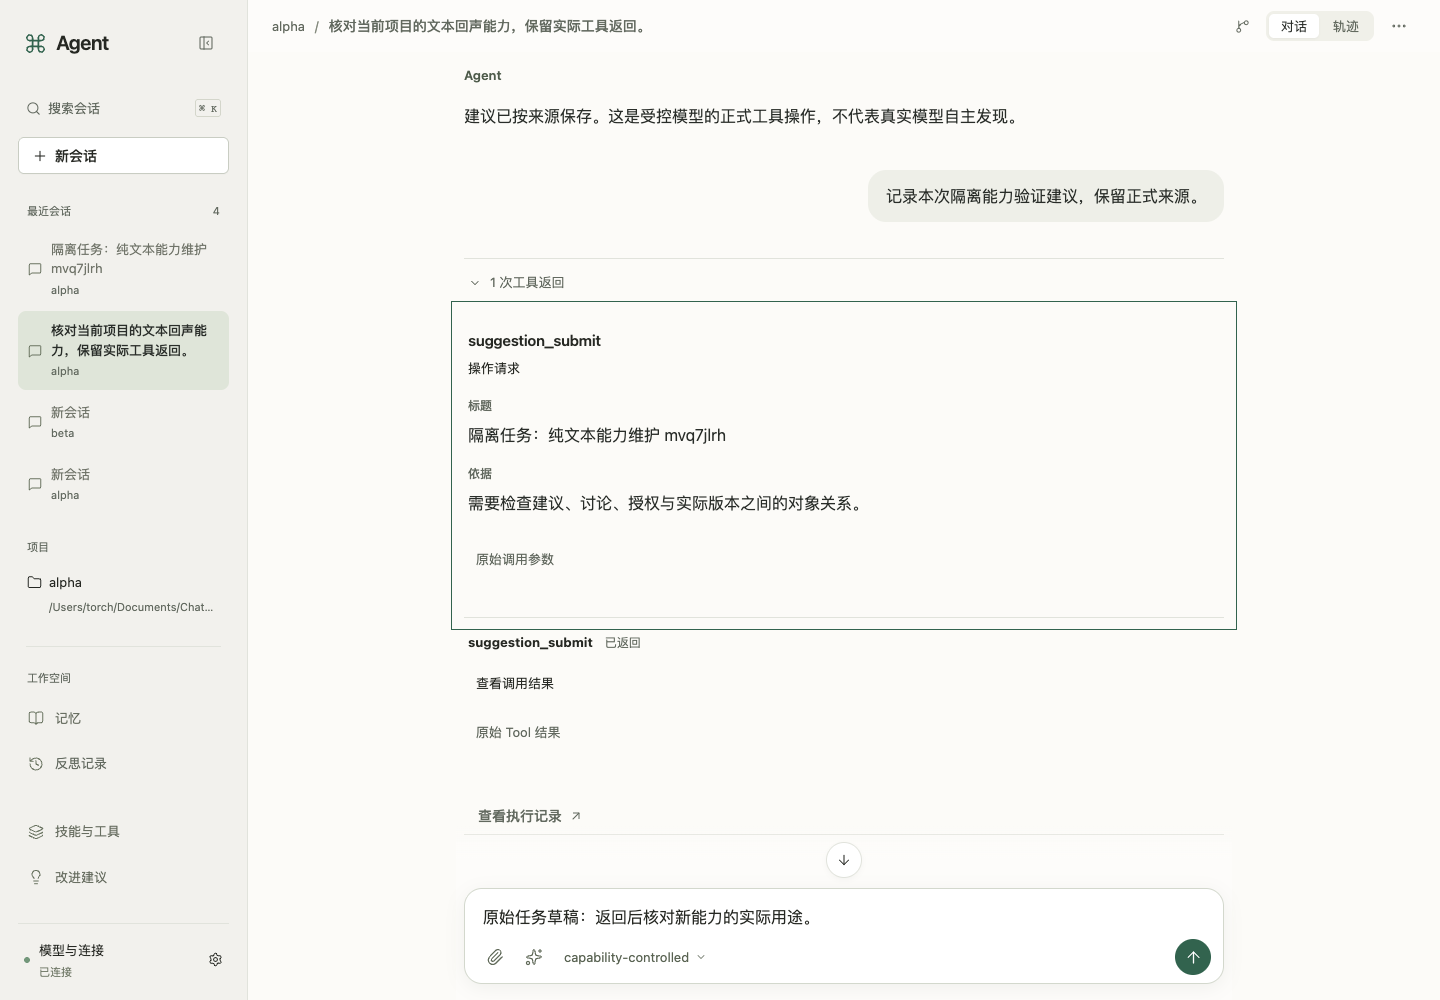 Agent
搜索会话
⌘ K
新会话
最近会话
4
隔离任务：纯文本能力维护
mvq7jlrh
alpha
核对当前项目的文本回声能
力，保留实际工具返回。
alpha
新会话
beta
新会话
alpha
项目
alpha
/Users/torch/Documents/Chat...
工作空间
记忆
反思记录
技能与工具
改进建议
模型与连接
已连接
alpha / 核对当前项目的文本回声能力，保留实际工具返回。
对话
轨迹
Agent
建议已按来源保存。这是受控模型的正式工具操作，不代表真实模型自主发现。
记录本次隔离能力验证建议，保留正式来源。
1 次工具返回
suggestion_submit
操作请求
标题
隔离任务：纯文本能力维护 mvq7jlrh
依据
需要检查建议、讨论、授权与实际版本之间的对象关系。
原始调用参数
suggestion_submit 已返回
查看调用结果
原始 Tool 结果
查看执行记录
原始任务草稿：返回后核对新能力的实际用途。
capability-controlled